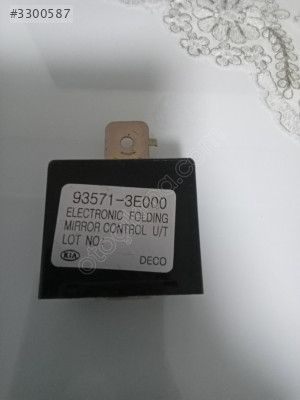 #3300587
93571-3E000
ELECTRONIC FOLDING
MIRROR CONTROL U/T
LOT NO
KIA
DECO